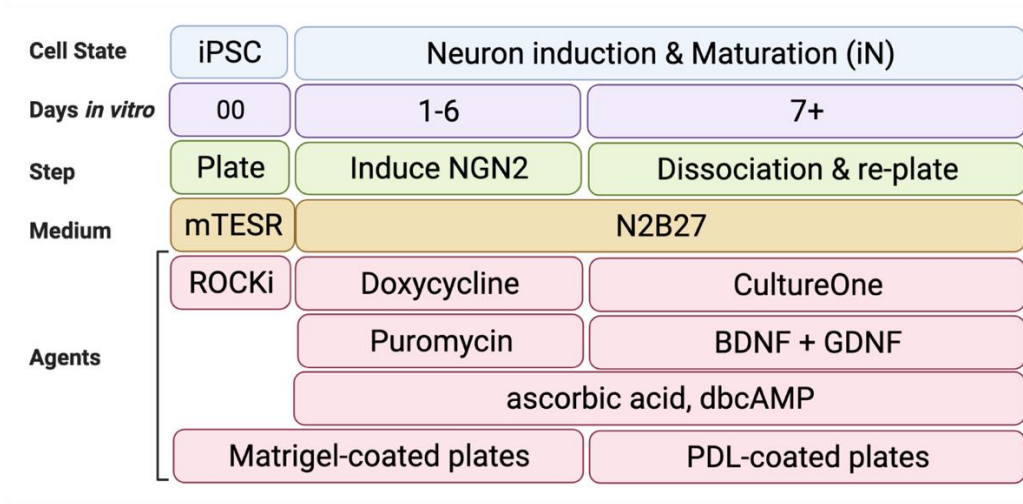 Cell State iPSC Neuron induction & Maturation (iN)
Days in vitro 00 1-6 7+
Step Plate Induce NGN2 Dissociation & re-plate
Medium mTESR N2B27
ROCKi Doxycycline CultureOne
Puromycin BDNF + GDNF
Agents
ascorbic acid, dbcAMP
Matrigel-coated plates PDL-coated plates